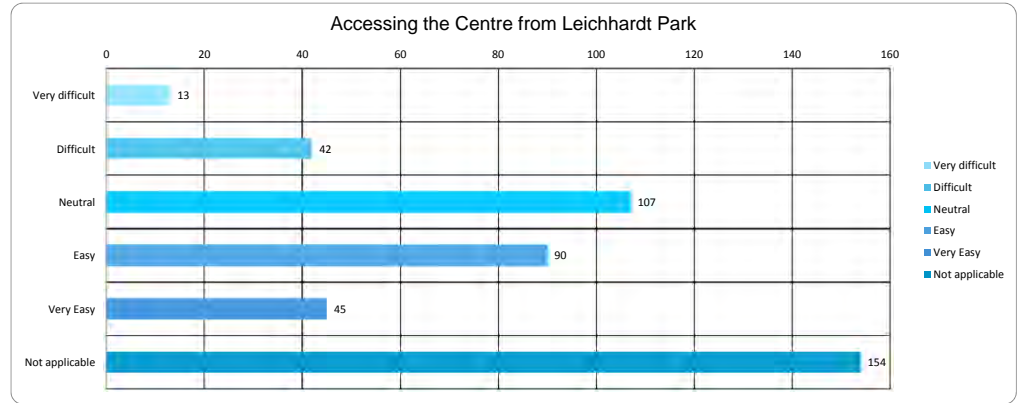 Accessing the Centre from Leichhardt Park
0 20 40 60 80 100 120 140 160
Very difficult 13
Difficult 42
Neutral 107
Easy 90
Very Easy 45
Not applicable 154
Very difficult
Difficult
Neutral
Easy
Very Easy
Not applicable